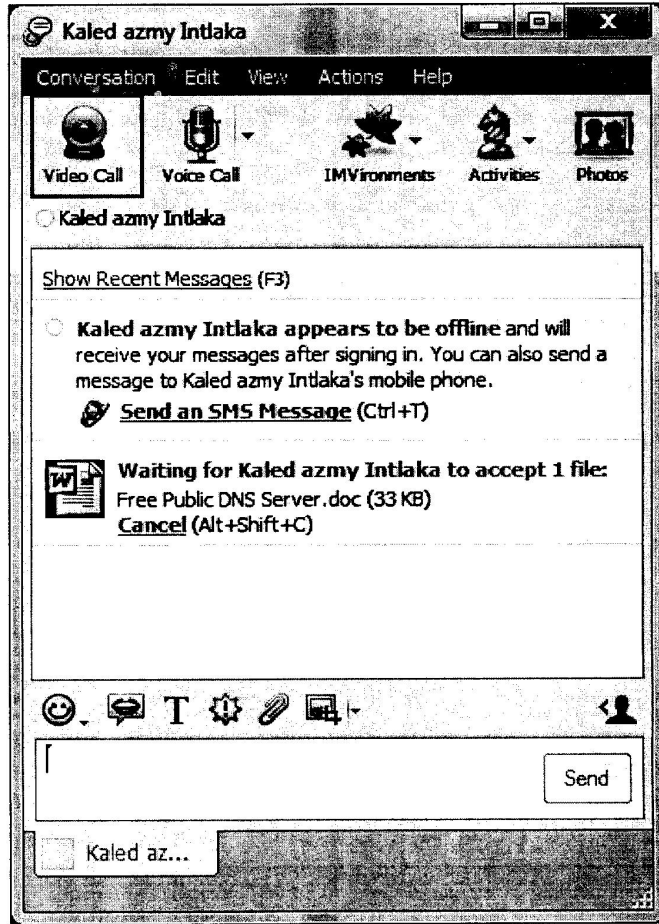 Kaled azmy Intlaka
Conversation Edit View Actions Help
Video Call Voice Call IMVironments Activities Photos
Kaled azmy Intlaka
Show Recent Messages (F3)
Kaled azmy Intlaka appears to be offline and will
receive your messages after signing in. You can also send a
message to Kaled azmy Intlaka's mobile phone.
Send an SMS Message (Ctrl+T)
Waiting for Kaled azmy Intlaka to accept 1 file:
Free Public DNS Server.doc (33 KB)
Cancel (Alt+Shift+C)
Send
Kaled az...